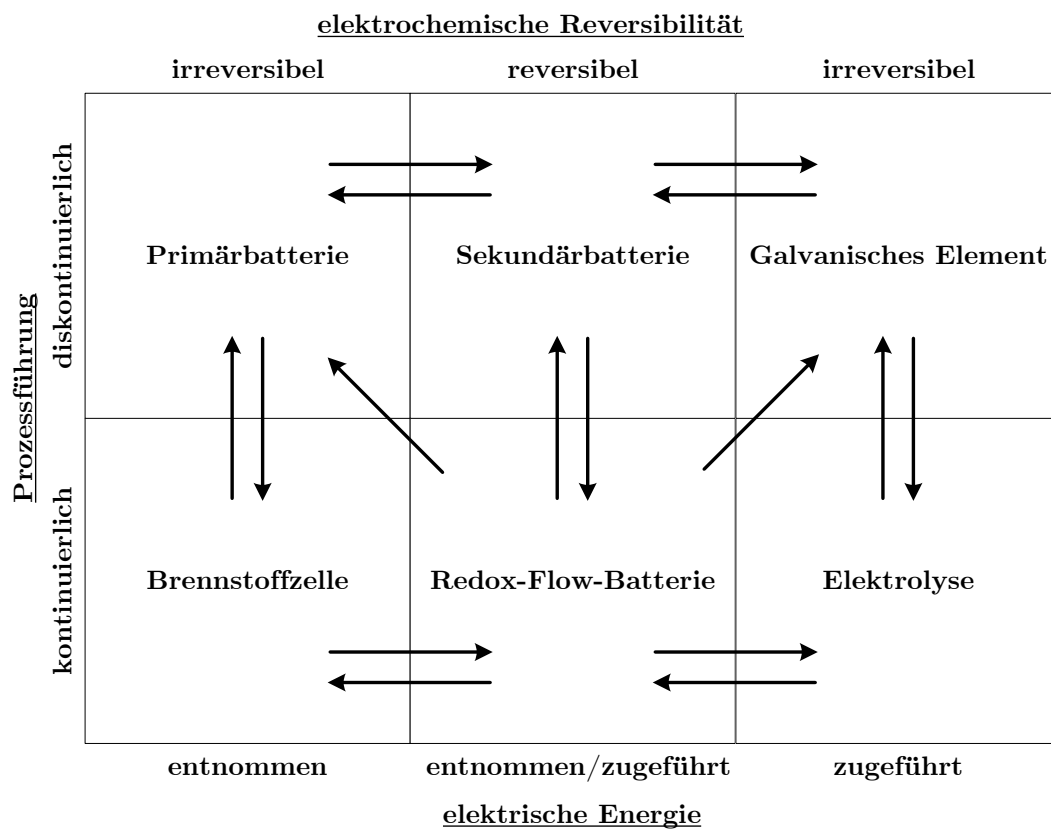 elektrochemische Reversibilität
irreversibel
reversibel
irreversibel
Prozessführung
diskontinuierlich
Primärbatterie
Sekundärbatterie
Galvanisches Element
kontinuierlich
Brennstoffzelle
Redox-Flow-Batterie
Elektrolyse
entnommen
entnommen/zugeführt
zugeführt
elektrische Energie